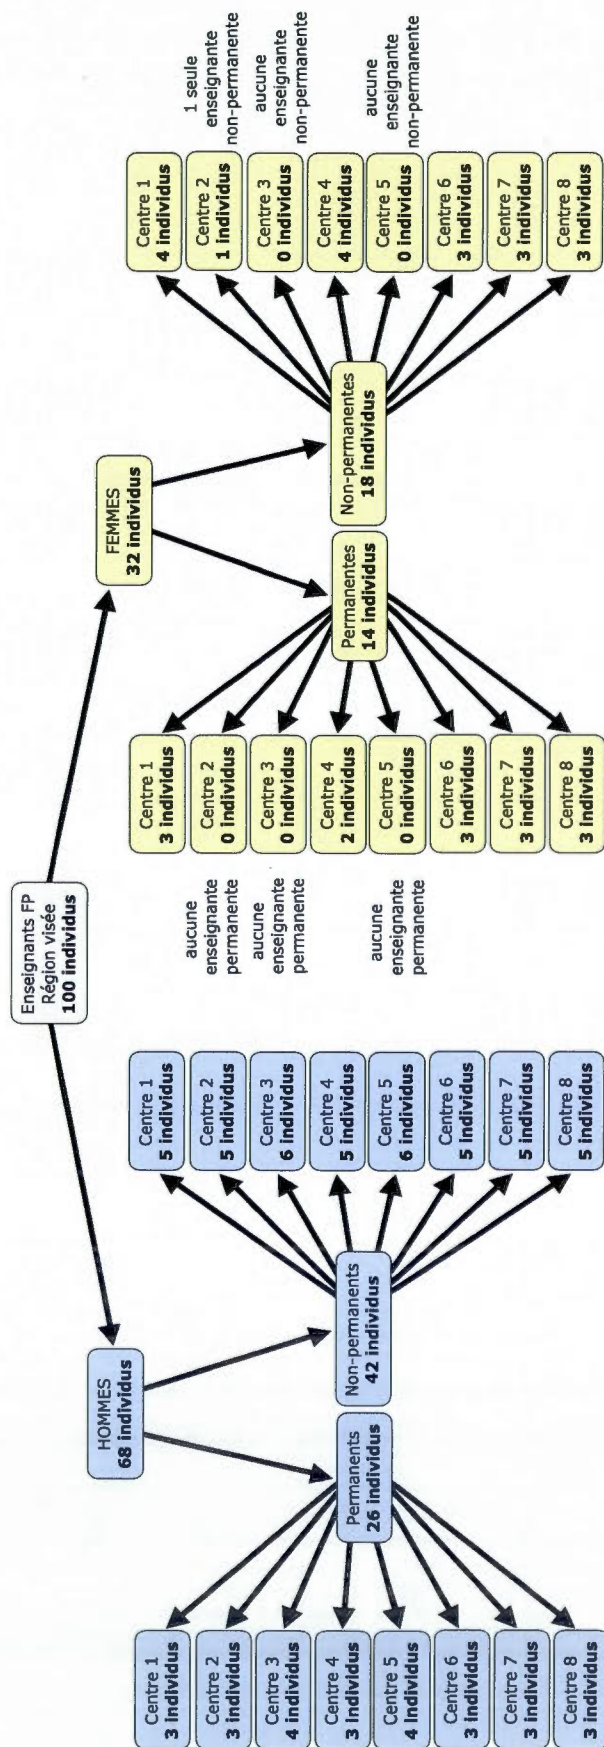 Enseignants FP
Région visée
100 individus
HOMMES
68 individus
FEMMES
32 individus
Permanents
26 individus
Non-permanents
42 individus
Permanentes
14 individus
Non-permanentes
18 individus
Centre 1
3 individus
Centre 2
3 individus
Centre 3
4 individus
Centre 4
3 individus
Centre 5
4 individus
Centre 6
3 individus
Centre 7
3 individus
Centre 8
3 individus
Centre 1
5 individus
Centre 2
5 individus
Centre 3
6 individus
Centre 4
5 individus
Centre 5
6 individus
Centre 6
5 individus
Centre 7
5 individus
Centre 8
5 individus
aucune
enseignante
permanente
aucune
enseignante
permanente
aucune
enseignante
permanente
Centre 1
3 individus
Centre 2
0 individus
Centre 3
0 individus
Centre 4
2 individus
Centre 5
0 individus
Centre 6
3 individus
Centre 7
3 individus
Centre 8
3 individus
Centre 1
4 individus
Centre 2
1 individus
Centre 3
0 individus
Centre 4
4 individus
Centre 5
0 individus
Centre 6
3 individus
Centre 7
3 individus
Centre 8
3 individus
1 seule
enseignante
non-permanente
aucune
enseignante
non-permanente
aucune
enseignante
non-permanente